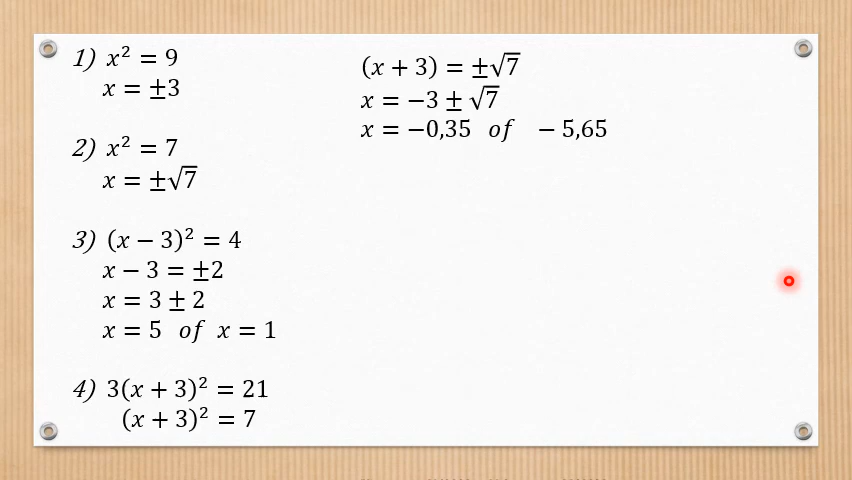 1) x² = 9
x = ±3
2) x² = 7
x = ±√7
3) (x − 3)² = 4
x − 3 = ±2
x = 3 ± 2
x = 5 of x = 1
4) 3(x + 3)² = 21
(x + 3)² = 7
(x + 3) = ±√7
x = −3 ± √7
x = −0,35 of − 5,65